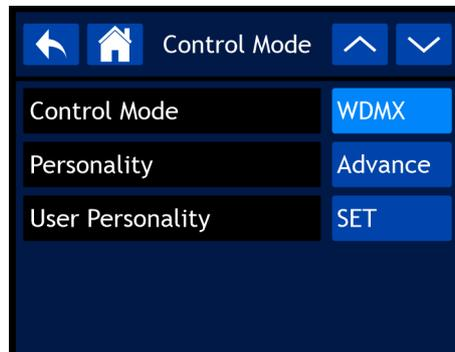 Control Mode
Control Mode WDMX
Personality Advance
User Personality SET